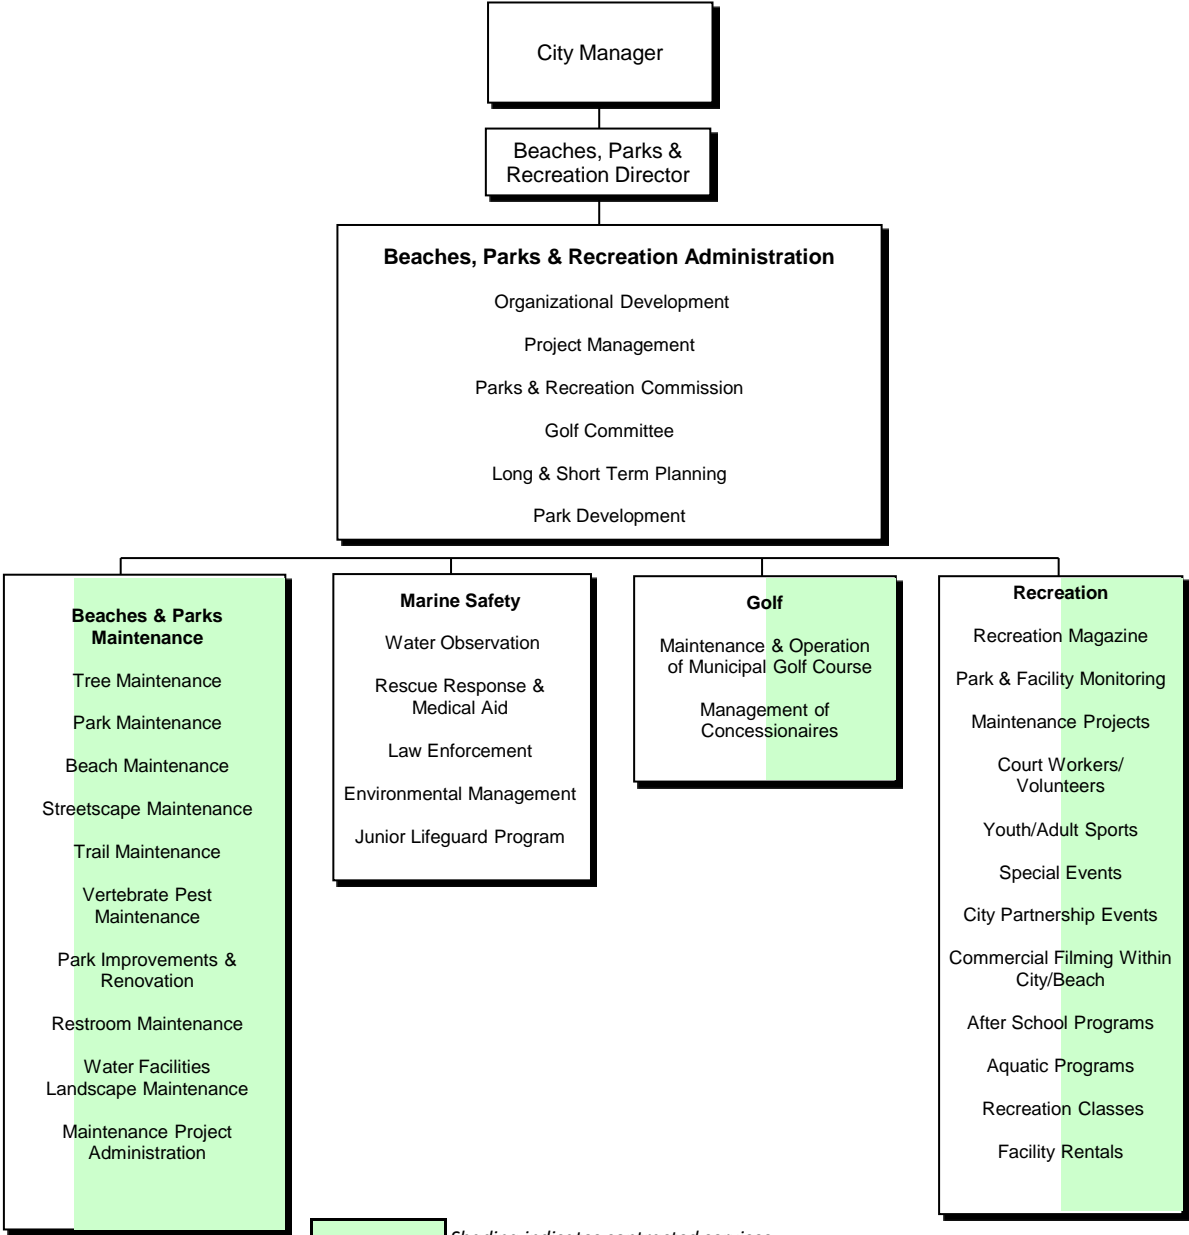 City Manager
Beaches, Parks &
Recreation Director
Beaches, Parks & Recreation Administration
Organizational Development
Project Management
Parks & Recreation Commission
Golf Committee
Long & Short Term Planning
Park Development
Beaches & Parks
Maintenance
Tree Maintenance
Park Maintenance
Beach Maintenance
Streetscape Maintenance
Trail Maintenance
Vertebrate Pest
Maintenance
Park Improvements &
Renovation
Restroom Maintenance
Water Facilities
Landscape Maintenance
Maintenance Project
Administration
Marine Safety
Water Observation
Rescue Response &
Medical Aid
Law Enforcement
Environmental Management
Junior Lifeguard Program
Golf
Maintenance & Operation
of Municipal Golf Course
Management of
Concessionaires
Recreation
Recreation Magazine
Park & Facility Monitoring
Maintenance Projects
Court Workers/
Volunteers
Youth/Adult Sports
Special Events
City Partnership Events
Commercial Filming Within
City/Beach
After School Programs
Aquatic Programs
Recreation Classes
Facility Rentals
Shading indicates contracted services